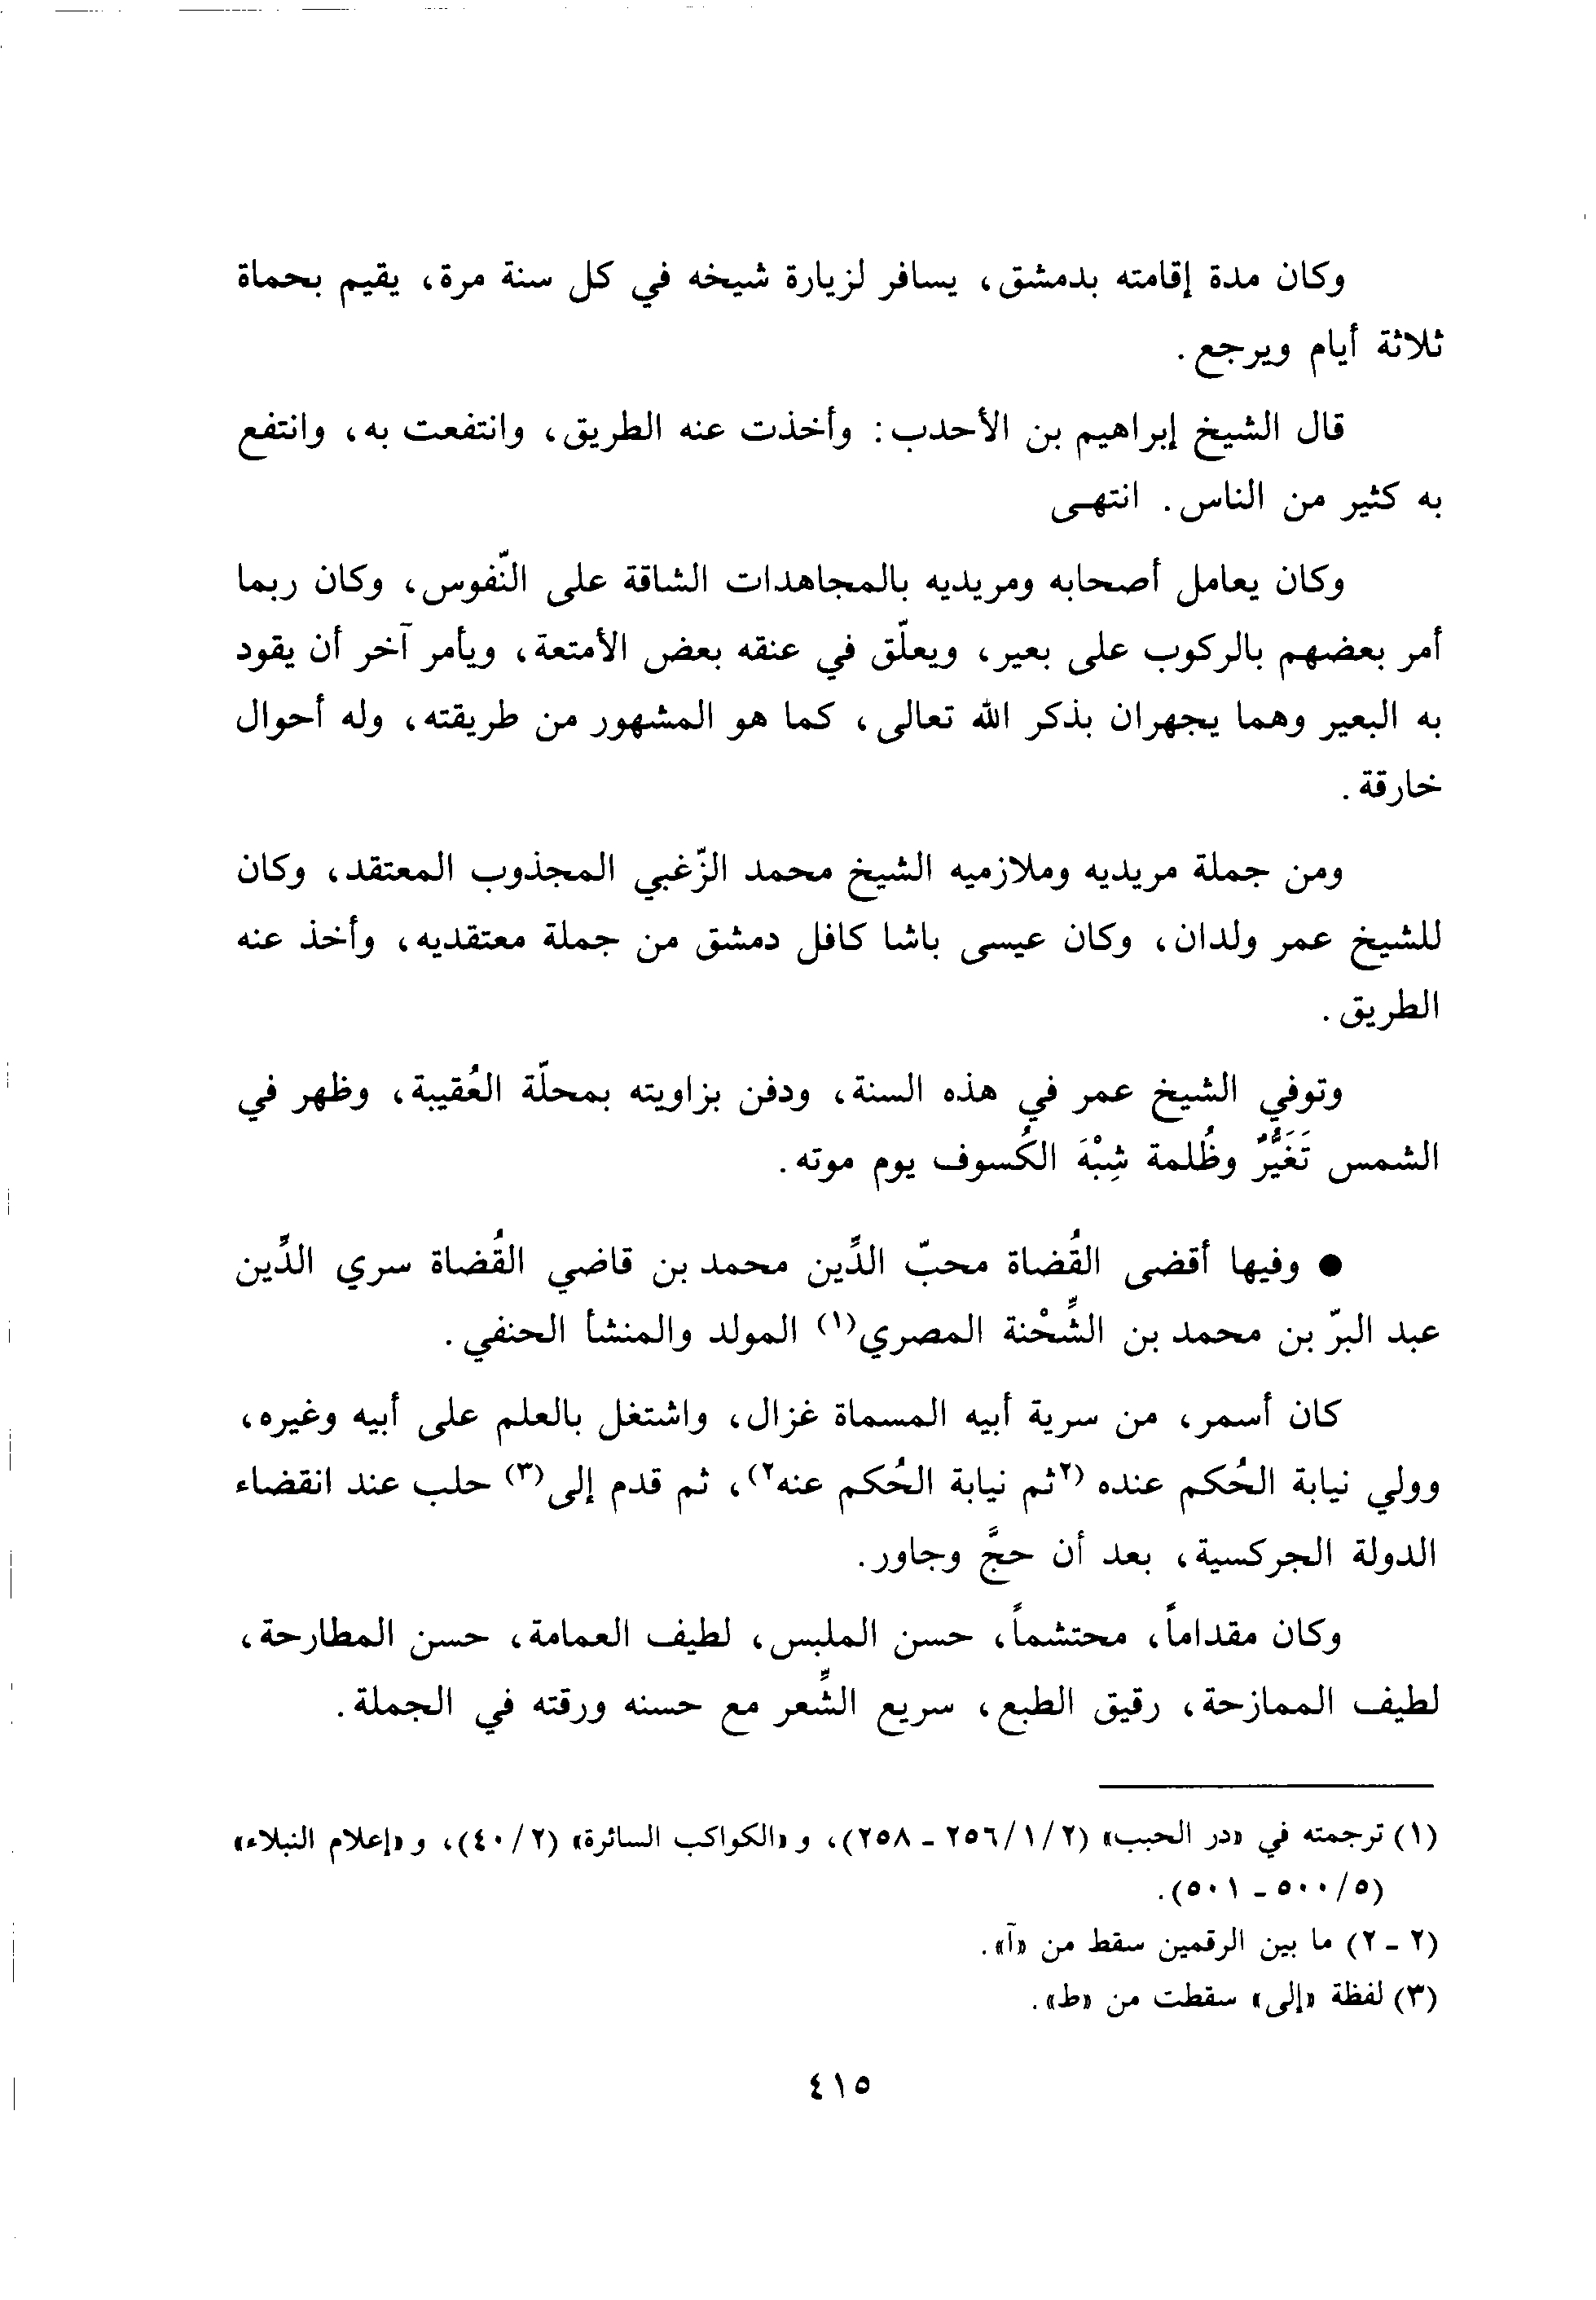 وكان مدة إقامته بدمشق، يسافر لزيارة شيخه في كل سنة مرة، يقيم بحماة
ثلاثة أيام ويرجع.
قال الشيخ إبراهيم بن الأحدب: وأخذت عنه الطريق، وانتفعت به، وانتفع
به كثير من الناس. انتهى
وكان يعامل أصحابه ومريديه بالمجاهدات الشاقة على النّفوس، وكان ربما
أمر بعضهم بالركوب على بعير، ويعلّق في عنقه بعض الأمتعة، ويأمر آخر أن يقود
به البعير وهما يجهران بذكر الله تعالى، كما هو المشهور من طريقته، وله أحوال
خارقة.
ومن جملة مريديه وملازميه الشيخ محمد الزّغبي المجذوب المعتقد، وكان
للشيخ عمر ولدان، وكان عيسى باشا كافل دمشق من جملة معتقديه، وأخذ عنه
الطريق.
وتوفي الشيخ عمر في هذه السنة، ودفن بزاويته بمحلّة العُقيبة، وظهر في
الشمس تَغَيُّرٌ وظُلمة شِبْهَ الكُسوف يوم موته.
● وفيها أقضى القُضاة محبّ الدِّين محمد بن قاضي القُضاة سري الدِّين
عبد البرّ بن محمد بن الشِّحْنة المصري(١) المولد والمنشأ الحنفي.
كان أسمر، من سرية أبيه المسماة غزال، واشتغل بالعلم على أبيه وغيره،
وولي نيابة الحُكم عنده (٢ثم نيابة الحُكم عنه٢)، ثم قدم إلى(٣) حلب عند انقضاء
الدولة الجركسية، بعد أن حجَّ وجاور.
وكان مقداماً، محتشماً، حسن الملبس، لطيف العمامة، حسن المطارحة،
لطيف الممازحة، رقيق الطبع، سريع الشِّعر مع حسنه ورقته في الجملة.
(١) ترجمته في «در الحبب» (٢/١/٢٥٦ - ٢٥٨)، و «الكواكب السائرة» (٢/٤٠)، و «إعلام النبلاء»
(٥/٥٠٠ - ٥٠١).
(٢ - ٢) ما بين الرقمين سقط من «آ».
(٣) لفظة «إلى» سقطت من «ط».
٤١٥